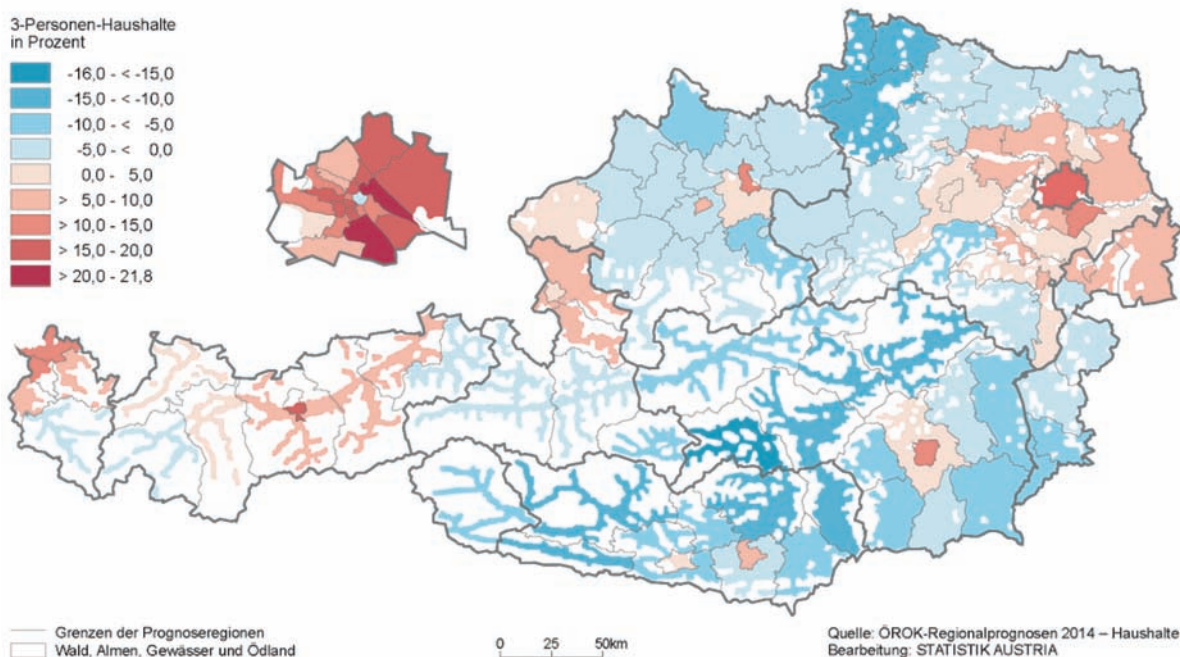 3-Personen-Haushalte
in Prozent
-16,0 - < -15,0
-15,0 - < -10,0
-10,0 - < -5,0
-5,0 - < 0,0
0,0 - 5,0
> 5,0 - 10,0
> 10,0 - 15,0
> 15,0 - 20,0
> 20,0 - 21,8
Grenzen der Prognoseregionen
Wald, Almen, Gewässer und Ödland
0 25 50km
Quelle: ÖROK-Regionalprognosen 2014 – Haushalte
Bearbeitung: STATISTIK AUSTRIA